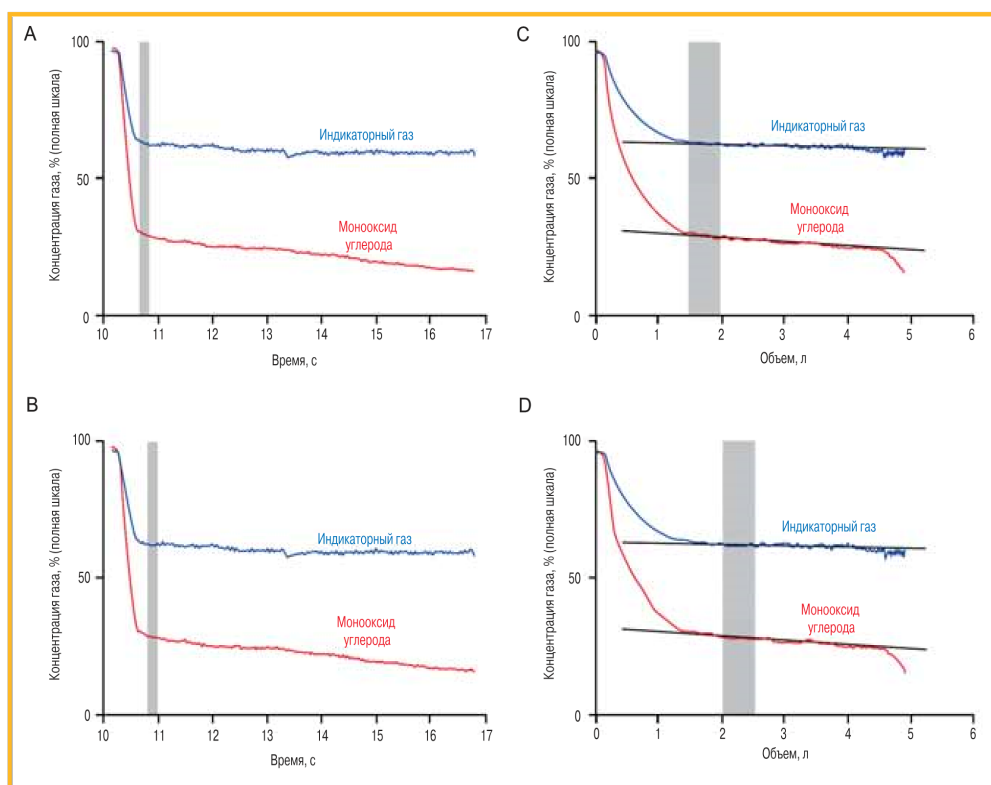 A
Концентрация газа, % (полная шкала)
100
50
0
Индикаторный газ
Монооксид
углерода
10 11 12 13 14 15 16 17
Время, с
C
Концентрация газа, % (полная шкала)
100
50
0
Индикаторный газ
Монооксид
углерода
0 1 2 3 4 5 6
Объем, л
B
Концентрация газа, % (полная шкала)
100
50
0
Индикаторный газ
Монооксид
углерода
10 11 12 13 14 15 16 17
Время, с
D
Концентрация газа, % (полная шкала)
100
50
0
Индикаторный газ
Монооксид
углерода
0 1 2 3 4 5 6
Объем, л